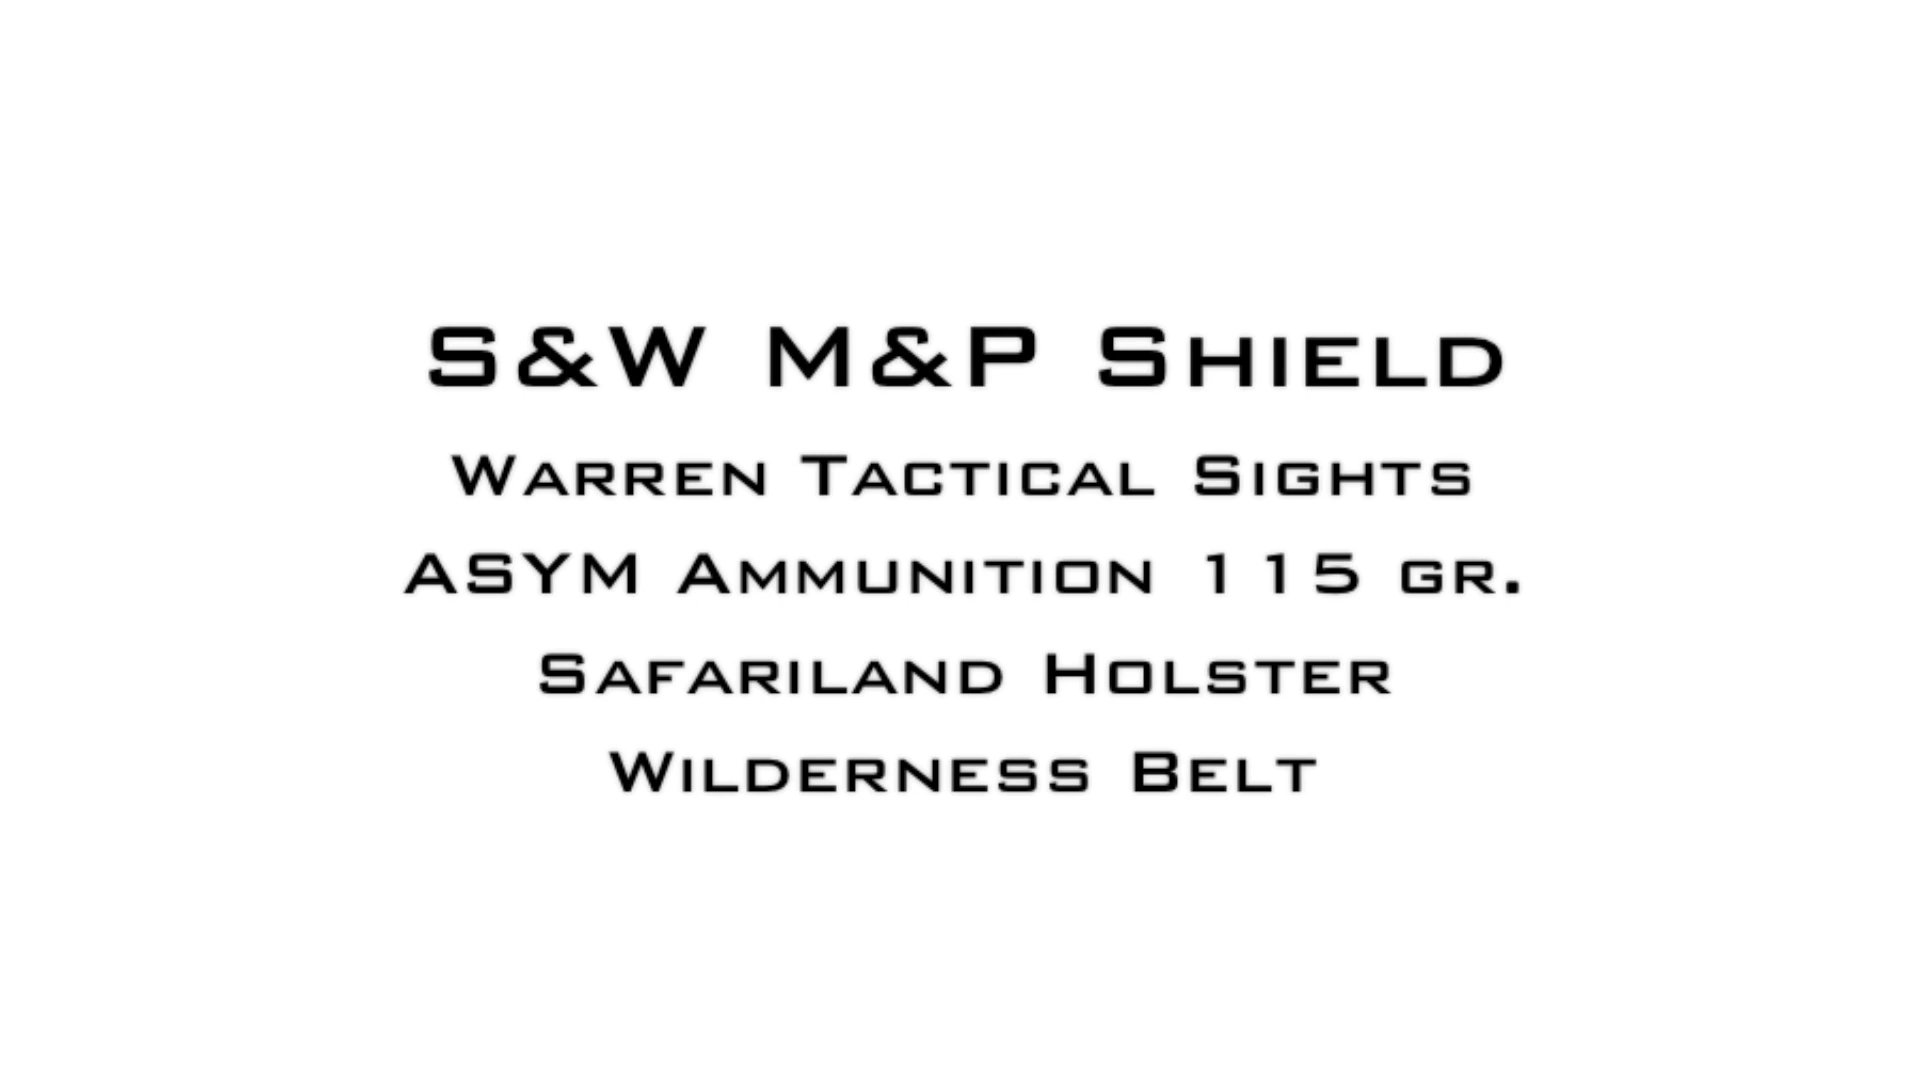 S&W M&P Shield
Warren Tactical Sights
ASYM Ammunition 115 gr.
Safariland Holster
Wilderness Belt